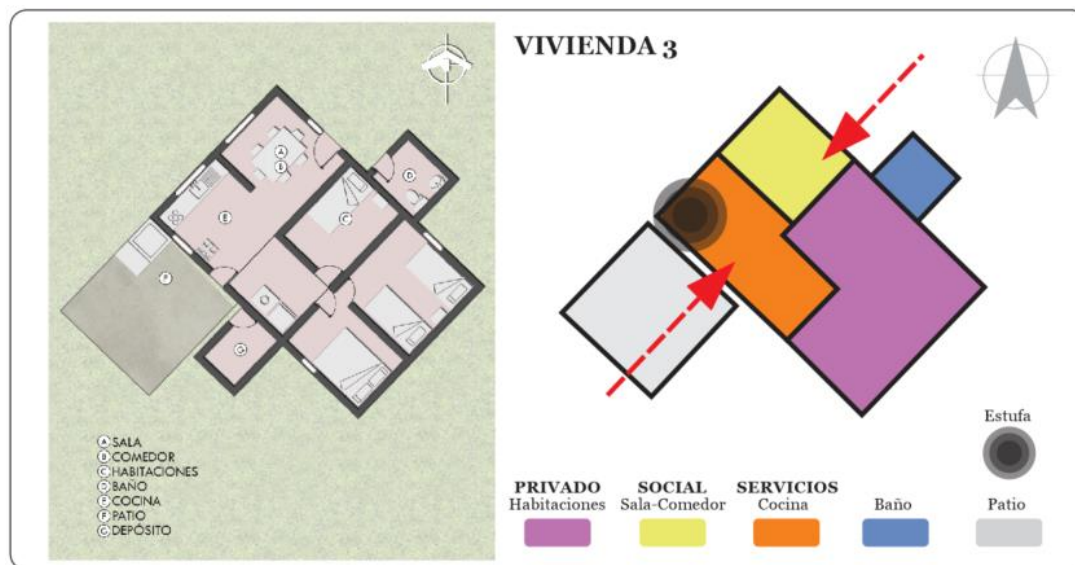 VIVIENDA 3
A
B
D
E
C
F
G
A SALA
B COMEDOR
C HABITACIONES
D BAÑO
E COCINA
F PATIO
G DEPÓSITO
Estufa
PRIVADO SOCIAL SERVICIOS
Habitaciones Sala-Comedor Cocina Baño Patio